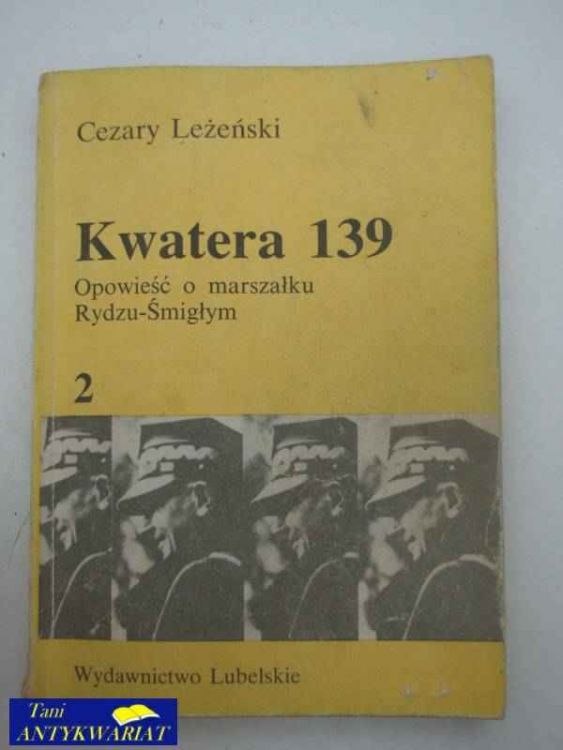 Cezary Leżeński
Kwatera 139
Opowieść o marszałku
Rydzu-Śmigłym
2
Wydawnictwo Lubelskie
Tani
ANTYKWARIAT